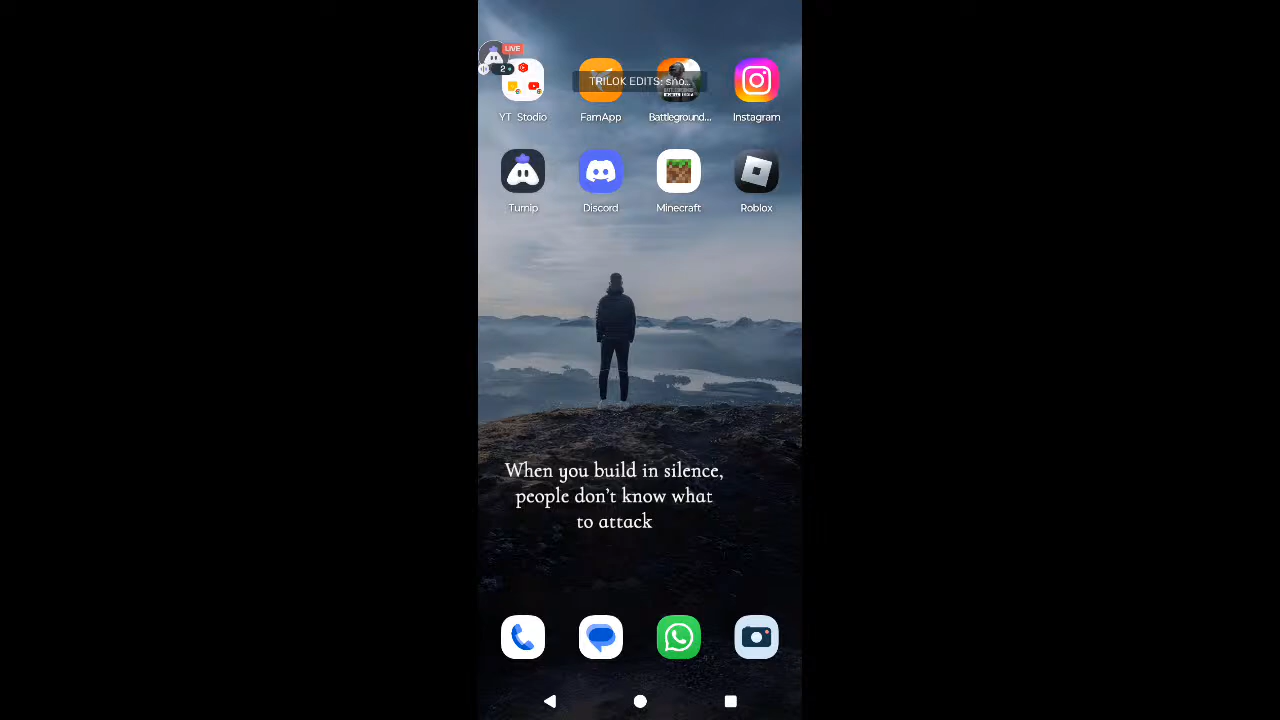 LIVE
2
TRILOK EDITS: sho...
YT Stodio
FamApp
Battleground...
Instagram
Turnip
Discord
Minecraft
Roblox
When you build in silence,
people don't know what
to attack